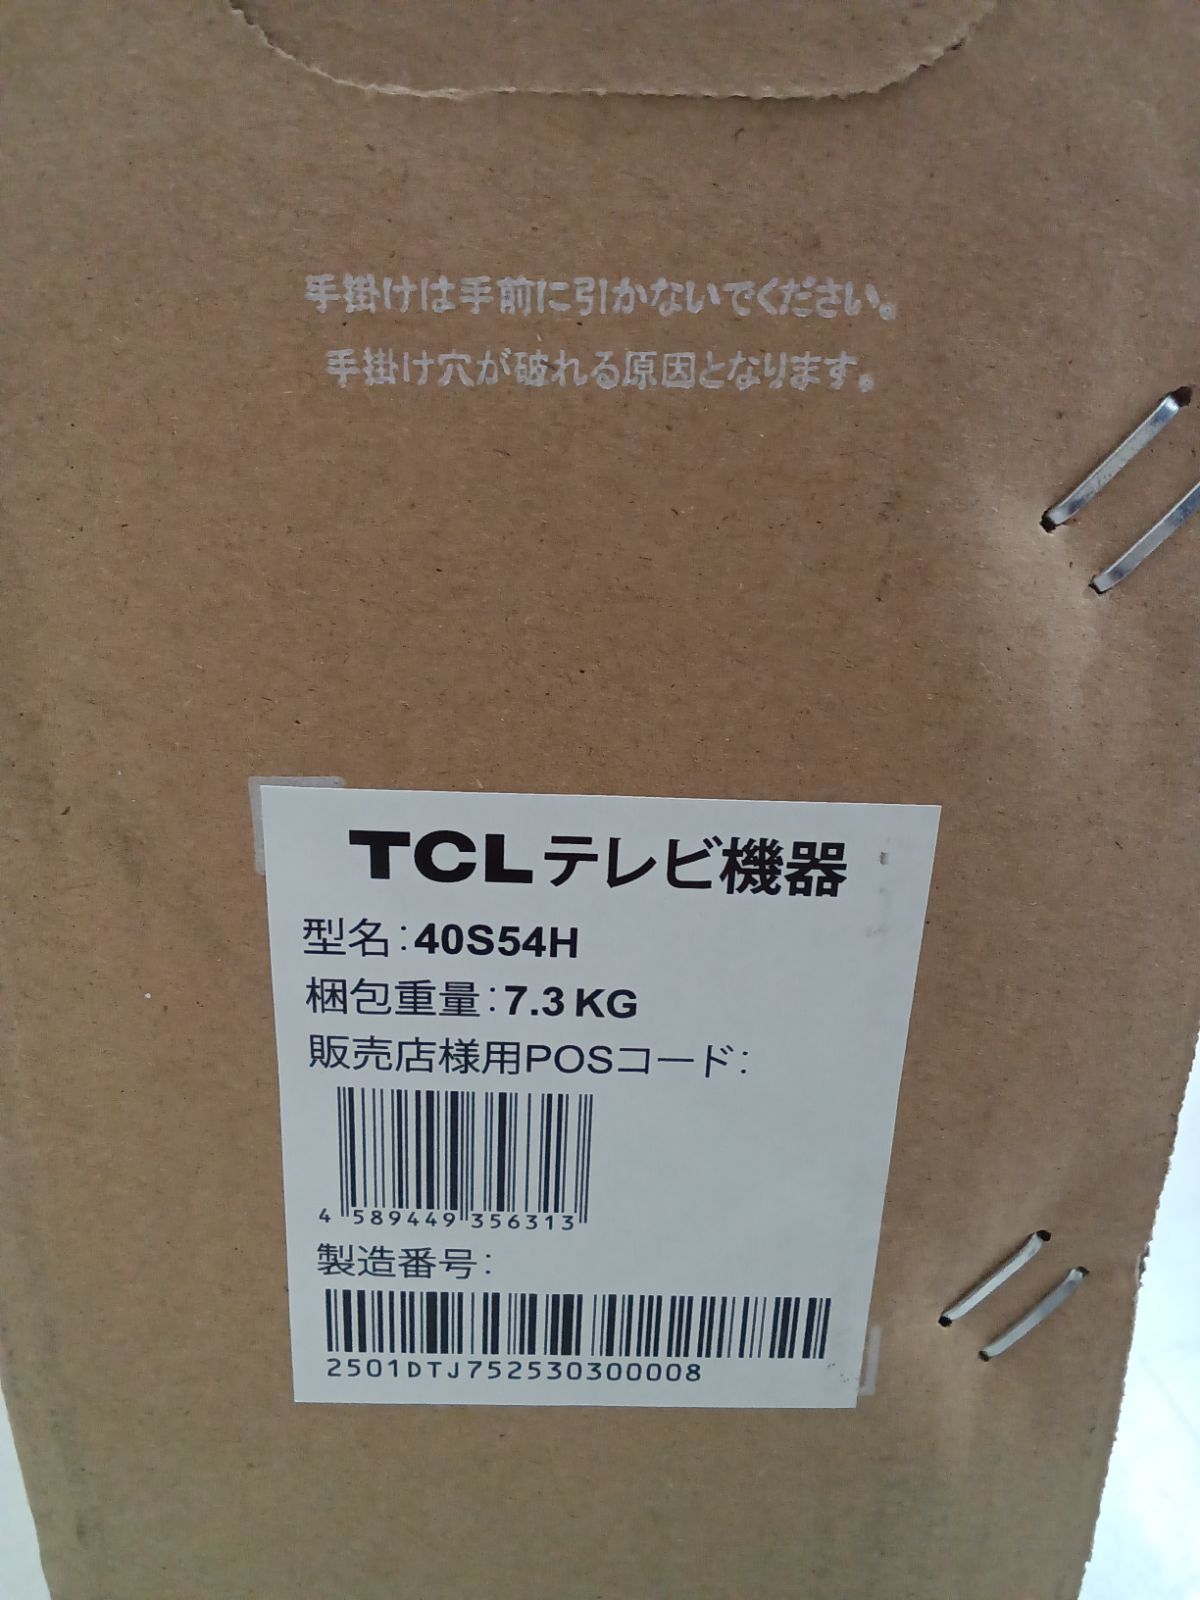 手掛けは手前に引かないでください。
手掛け穴が破れる原因となります。
TCLテレビ機器
型名:40S54H
梱包重量:7.3KG
販売店様用POSコード:
4 589449 356313
製造番号:
2501DTJ752530300008